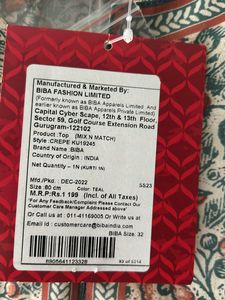 Manufactured & Marketed By:
BIBA FASHION LIMITED
(Formerly known as BIBA Apparels Limited And
earlier known as BIBA Apparels Private Limited)
Capital Cyber Scape, 12th & 13th Floor,
Sector 59, Golf Course Extension Road
Gurugram-122102
Product :Top (MIX N MATCH)
Style :CREPE KU19245
Brand Name :BIBA
Country of Origin : INDIA
Net Quantity – 1N (KURTI 1N)
Mfd./Pkd : DEC-2022 SS23
Size :80 cm
Color: TEAL
M.R.P:Rs.1 199 (Incl. of All Taxes)
For Any Feedback/Complaint Please Contact Our
Customer Care Manager Addressed above
Or Call us at : 011-41169005 Or Write us at
Email id : customercare@bibaindia.com
BIBA Size: 32
8905641123328